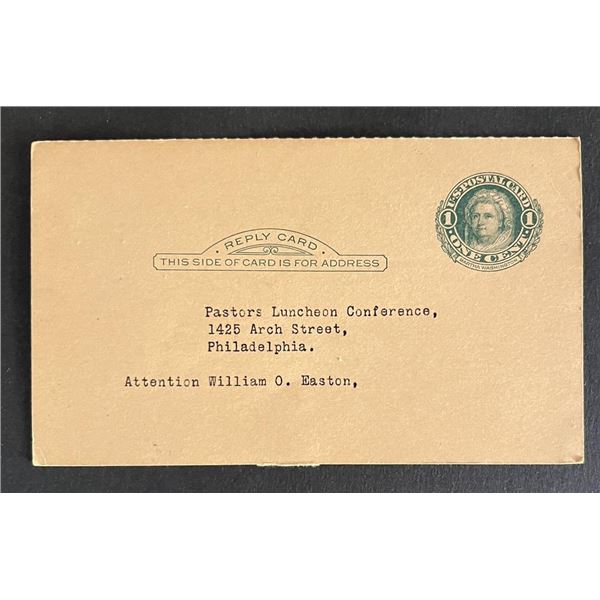 U·S·POSTAL CARD
1 1
ONE CENT
MARTHA WASHINGTON
REPLY CARD
THIS SIDE OF CARD IS FOR ADDRESS
Pastors Luncheon Conference,
1425 Arch Street,
Philadelphia.
Attention William O. Easton,